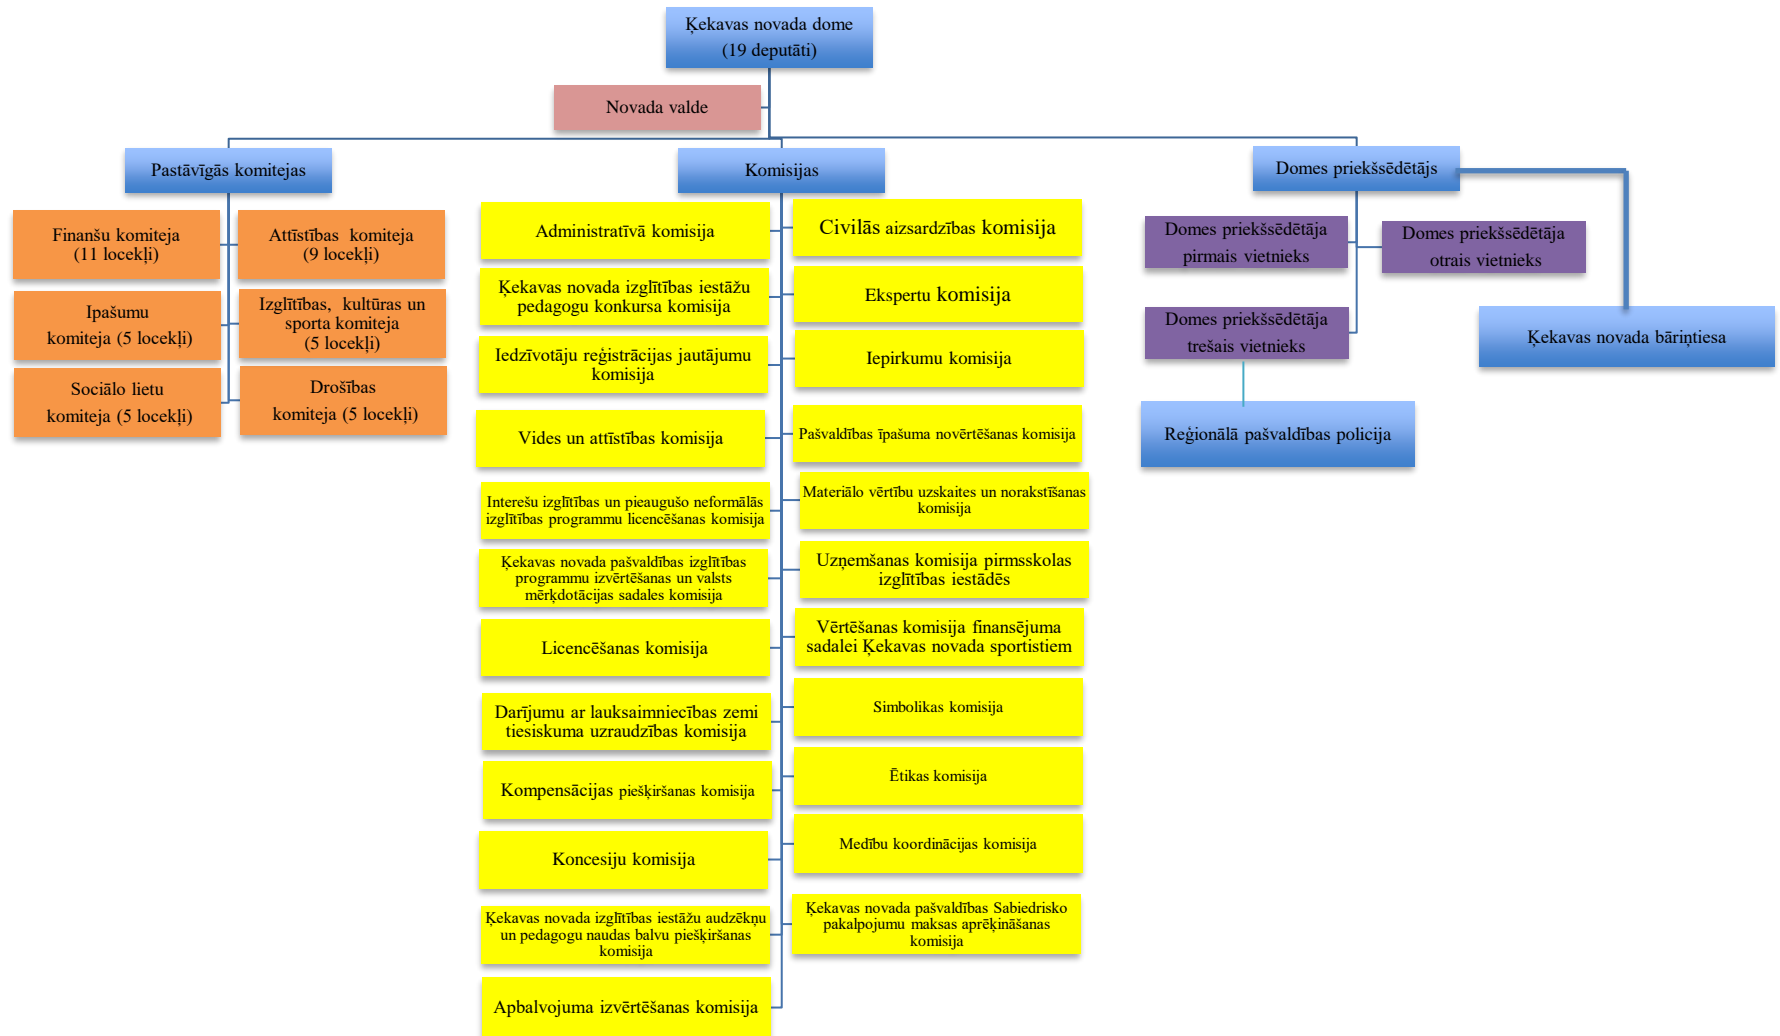 Ķekavas novada dome
(19 deputāti)
Novada valde
Pastāvīgās komitejas
Komisijas
Domes priekšsēdētājs
Finanšu komiteja
(11 locekļi)
Attīstības komiteja
(9 locekļi)
Īpašumu
komiteja (5 locekļi)
Izglītības, kultūras un
sporta komiteja
(5 locekļi)
Sociālo lietu
komiteja (5 locekļi)
Drošības
komiteja (5 locekļi)
Administratīvā komisija
Civilās aizsardzības komisija
Ķekavas novada izglītības iestāžu
pedagogu konkursa komisija
Ekspertu komisija
Iedzīvotāju reģistrācijas jautājumu
komisija
Iepirkumu komisija
Vides un attīstības komisija
Pašvaldības īpašuma novērtēšanas komisija
Interešu izglītības un pieaugušo neformālās
izglītības programmu licencēšanas komisija
Materiālo vērtību uzskaites un norakstīšanas
komisija
Ķekavas novada pašvaldības izglītības
programmu izvērtēšanas un valsts
mērķdotācijas sadales komisija
Uzņemšanas komisija pirmsskolas
izglītības iestādēs
Licencēšanas komisija
Vērtēšanas komisija finansējuma
sadalei Ķekavas novada sportistiem
Darījumu ar lauksaimniecības zemi
tiesiskuma uzraudzības komisija
Simbolikas komisija
Kompensācijas piešķiršanas komisija
Ētikas komisija
Koncesiju komisija
Medību koordinācijas komisija
Ķekavas novada izglītības iestāžu audzēkņu
un pedagogu naudas balvu piešķiršanas
komisija
Ķekavas novada pašvaldības Sabiedrisko
pakalpojumu maksas aprēķināšanas
komisija
Apbalvojuma izvērtēšanas komisija
Domes priekšsēdētāja
pirmais vietnieks
Domes priekšsēdētāja
otrais vietnieks
Domes priekšsēdētāja
trešais vietnieks
Ķekavas novada bāriņtiesa
Reģionālā pašvaldības policija